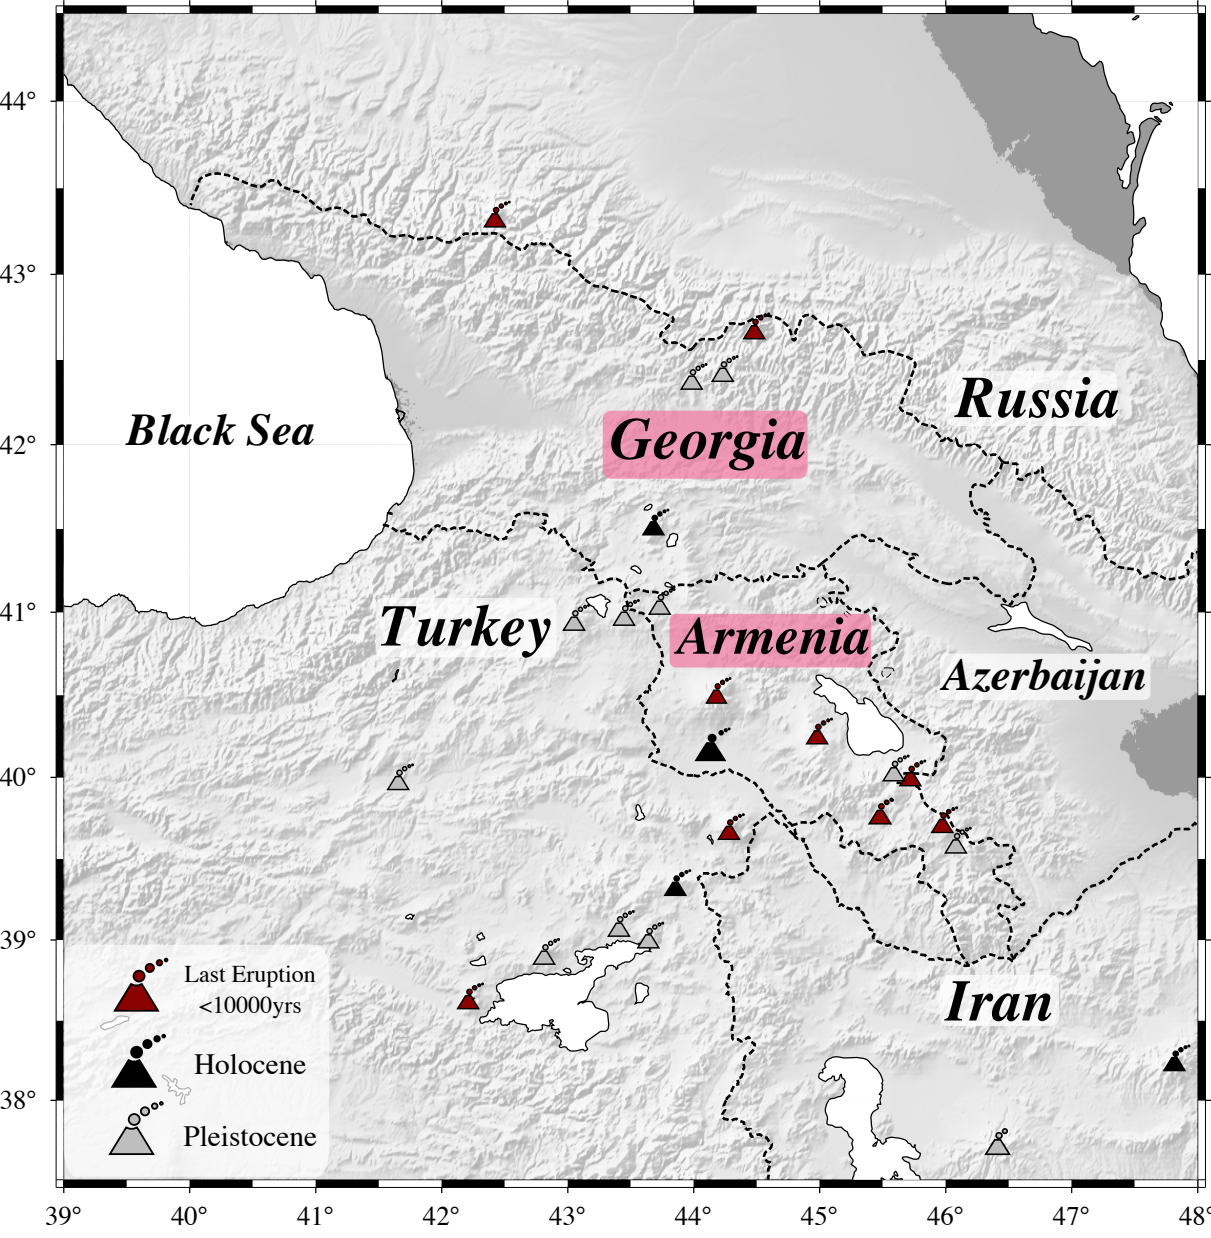 44°
43°
42°
41°
40°
39°
38°
Russia
Black Sea
Georgia
Turkey
Armenia
Azerbaijan
Iran
Last Eruption
<10000yrs
Holocene
Pleistocene
39°
40°
41°
42°
43°
44°
45°
46°
47°
48°